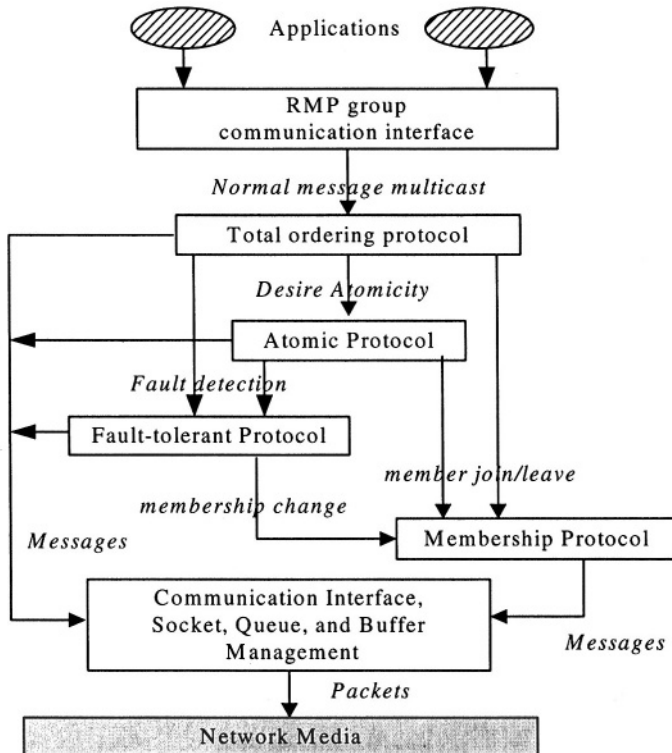 Applications
RMP group
communication interface
Normal message multicast
Total ordering protocol
Desire Atomicity
Atomic Protocol
Fault detection
Fault-tolerant Protocol
member join/leave
membership change
Membership Protocol
Messages
Communication Interface,
Socket, Queue, and Buffer
Management
Messages
Packets
Network Media